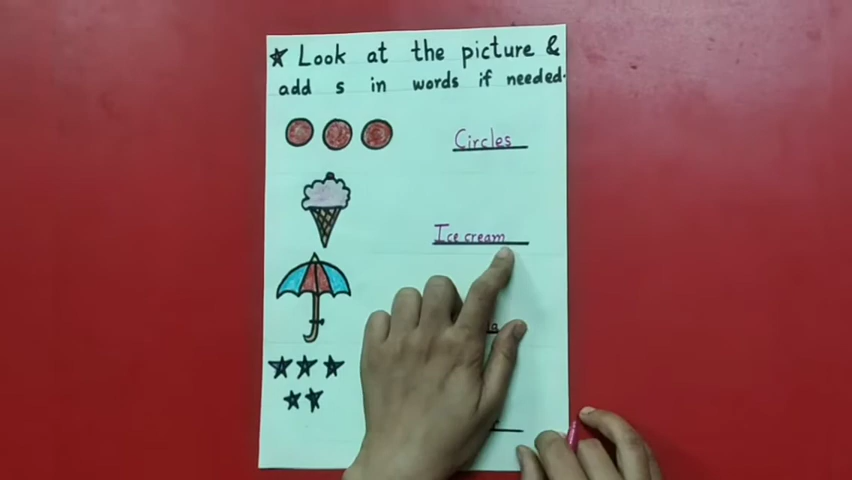 Look at the picture &
add s in words if needed.
Circles
Ice cream